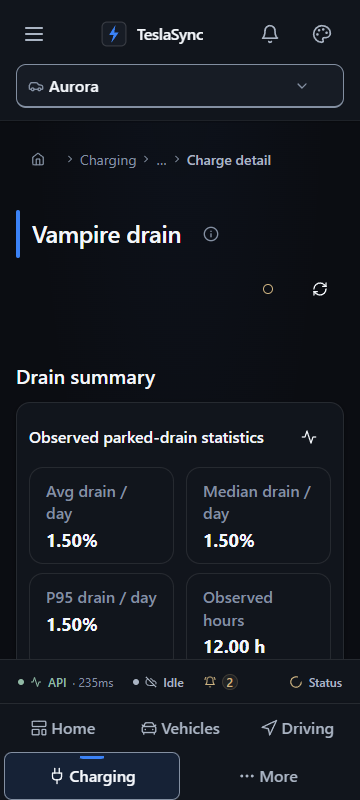 TeslaSync
Aurora
Charging ... Charge detail
Vampire drain
Drain summary
Observed parked-drain statistics
Avg drain / day
1.50%
Median drain / day
1.50%
P95 drain / day
1.50%
Observed hours
12.00 h
API · 235ms
Idle
2
Status
Home
Vehicles
Driving
Charging
More